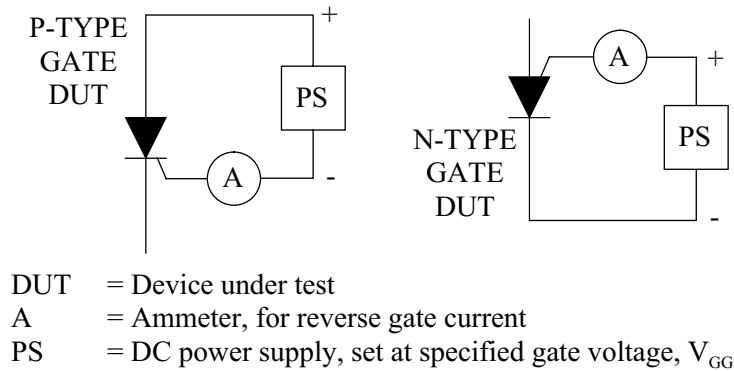 P-TYPE
GATE
DUT
+
PS
A
-
A
+
PS
N-TYPE
GATE
DUT
-
DUT = Device under test
A = Ammeter, for reverse gate current
PS = DC power supply, set at specified gate voltage, V_GG